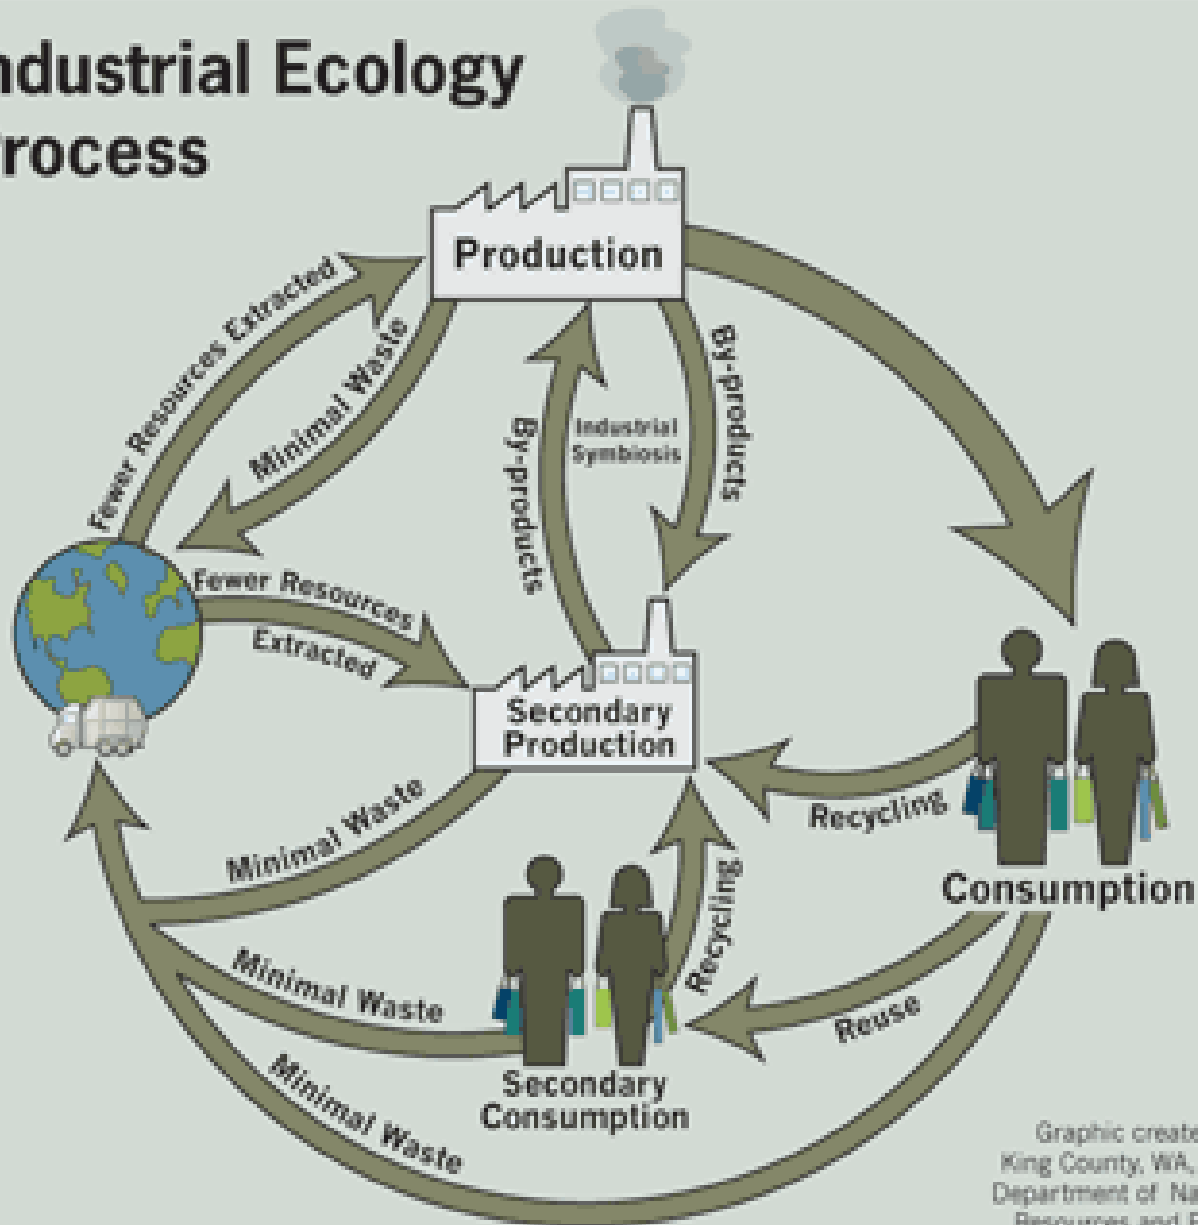 ndustrial Ecology
rocess
Production
Fewer Resources Extracted
Minimal Waste
By-products
Industrial
Symbiosis
By-products
Fewer Resources
Extracted
Secondary
Production
Minimal Waste
Recycling
Consumption
Recycling
Minimal Waste
Reuse
Secondary
Consumption
Minimal Waste
Graphic create
King County, WA,
Department of Na
Resources and